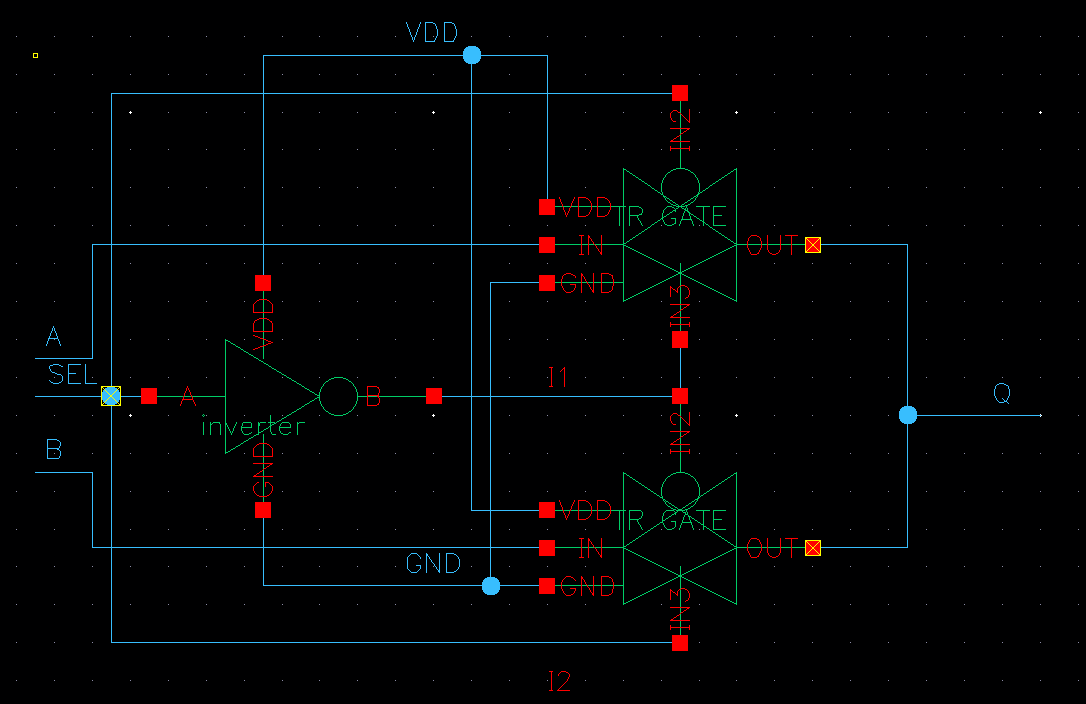 VDD
IN2
VDD
TR GATE
IN
OUT
GND
IN3
VDD
A
SEL
I1
A
B
Q
inverter
IN2
B
GND
VDD
TR GATE
IN
OUT
GND
GND
IN3
I2